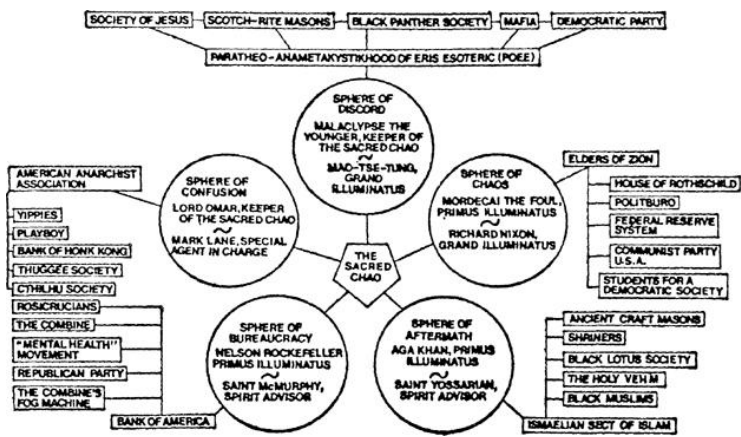 SOCIETY OF JESUS
SCOTCH-RITE MASONS
BLACK PANTHER SOCIETY
MAFIA
DEMOCRATIC PARTY
PARATHEO-ANAMETAKYSTIKHOOD OF ERIS ESOTERIC (POEE)
SPHERE OF
DISCORD
MALACLYPSE THE
YOUNGER, KEEPER OF
THE SACRED CHAO
~
MAO-TSE-TUNG,
GRAND
ILLUMINATUS
AMERICAN ANARCHIST
ASSOCIATION
YIPPIES
PLAYBOY
BANK OF HONK KONG
THUGGEE SOCIETY
CTHULHU SOCIETY
SPHERE OF
CONFUSION
LORD OMAR, KEEPER
OF THE SACRED CHAO
~
MARK LANE, SPECIAL
AGENT IN CHARGE
SPHERE OF
CHAOS
MORDECAI THE FOUL,
PRIMUS ILLUMINATUS
~
RICHARD NIXON,
GRAND ILLUMINATUS
ELDERS OF ZION
HOUSE OF ROTHSCHILD
POLITBURO
FEDERAL RESERVE
SYSTEM
COMMUNIST PARTY
U.S.A.
STUDENTS FOR A
DEMOCRATIC SOCIETY
THE
SACRED
CHAO
ROSICRUCIANS
THE COMBINE
"MENTAL HEALTH"
MOVEMENT
REPUBLICAN PARTY
THE COMBINE'S
FOG MACHINE
BANK OF AMERICA
SPHERE OF
BUREAUCRACY
NELSON ROCKEFELLER
PRIMUS ILLUMINATUS
~
SAINT McMURPHY,
SPIRIT ADVISOR
SPHERE OF
AFTERMATH
AGA KHAN, PRIMUS
ILLUMINATUS
~
SAINT YOSSARIAN,
SPIRIT ADVISOR
ANCIENT CRAFT MASONS
SHRINERS
BLACK LOTUS SOCIETY
THE HOLY VEHM
BLACK MUSLIMS
ISMAELIAN SECT OF ISLAM